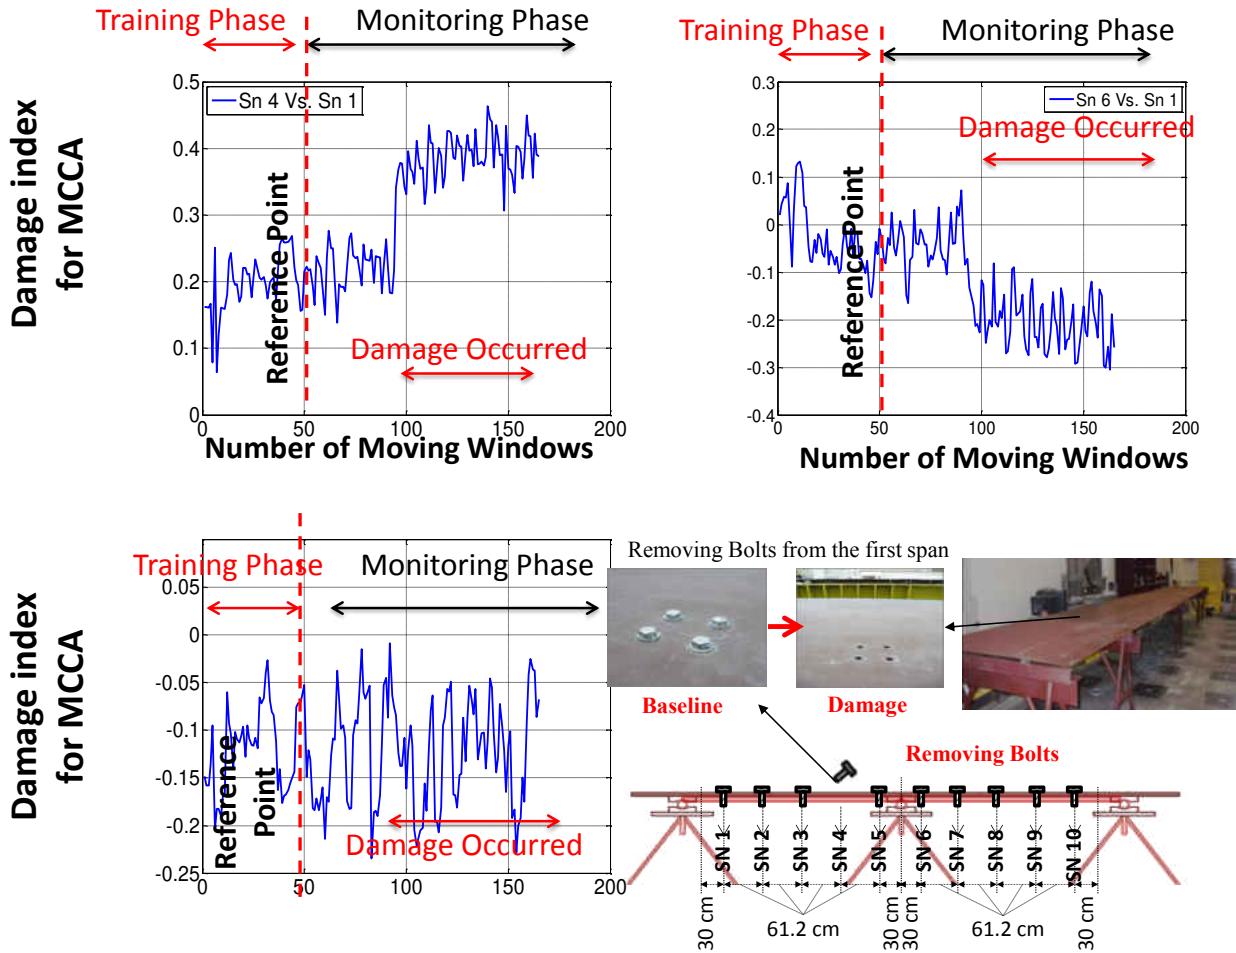 Training Phase
Monitoring Phase
Damage index
for MCCA
0.5
0.4
0.3
0.2
0.1
0
Sn 4 Vs. Sn 1
Reference Point
Damage Occurred
0
50
100
150
200
Number of Moving Windows
Training Phase
Monitoring Phase
0.3
0.2
0.1
0
-0.1
-0.2
-0.3
-0.4
Sn 6 Vs. Sn 1
Damage Occurred
Reference Point
0
50
100
150
200
Number of Moving Windows
Damage index
for MCCA
Training Phase
Monitoring Phase
0.05
0
-0.05
-0.1
-0.15
-0.2
-0.25
Reference
Point
Damage Occurred
0
50
100
150
200
Removing Bolts from the first span
Baseline
Damage
Removing Bolts
SN 1
SN 2
SN 3
SN 4
SN 5
SN 6
SN 7
SN 8
SN 9
SN 10
30 cm
61.2 cm
30 cm
30 cm
61.2 cm
30 cm